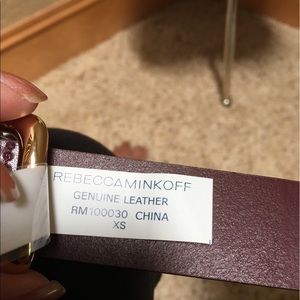 REBECCAMINKOFF
GENUINE LEATHER
RM100030 CHINA
XS